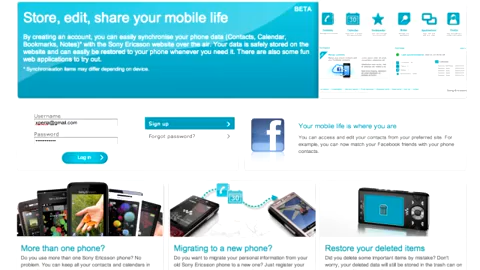 BETA
Store, edit, share your mobile life
By creating an account, you can easily synchronise your phone data (Contacts, Calendar,
Bookmarks, Notes)* with the Sony Ericsson website over the air. Your data is safely stored on the
website and can easily be restored to your phone whenever you need it. There are also some fun
web applications to try out.
* Synchronisation items may differ depending on device.
Username
Password
Log in
Sign up
Forgot password?
Your mobile life is where you are
You can access and edit your contacts from your preferred site. For
example, you can now match your Facebook friends with your phone
contacts.
More than one phone?
Do you use more than one Sony Ericsson phone? No
problem. You can keep all your contacts and calendars in
Migrating to a new phone?
Do you want to migrate your personal information from your
old Sony Ericsson phone to a new one? Just register your
Restore your deleted items
Did you delete some important items by mistake? Don't
worry, your deleted data will still be stored in the trash can on